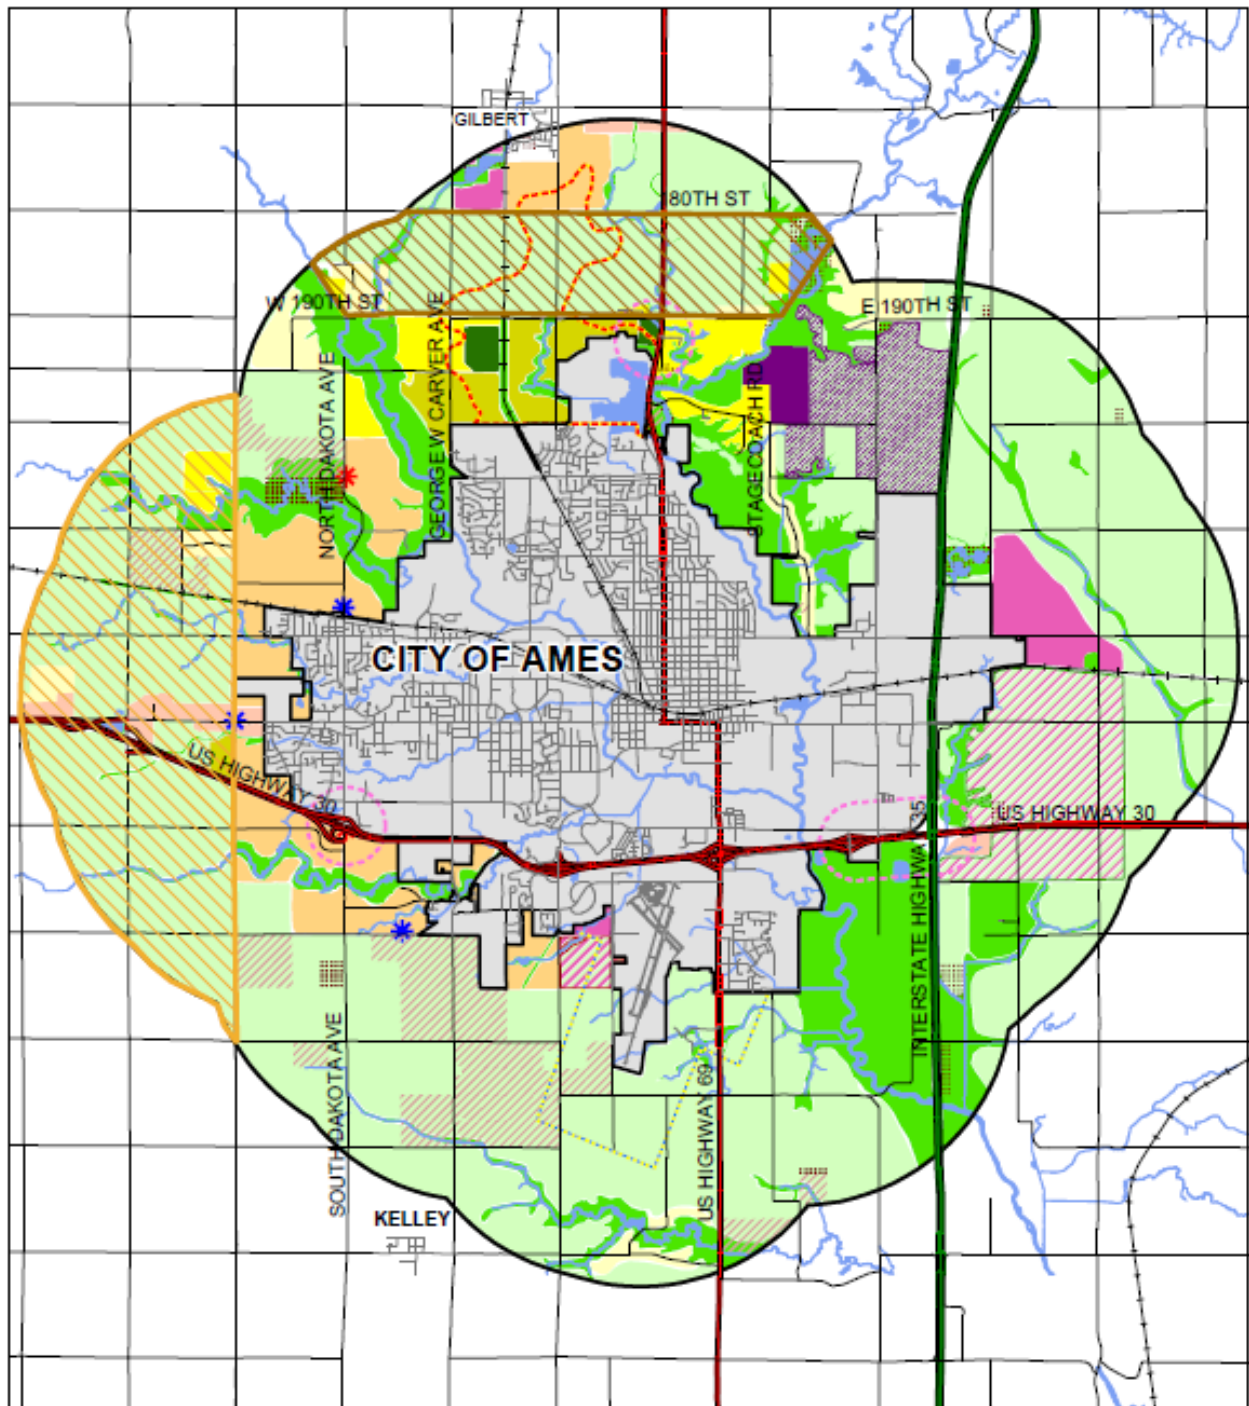 GILBERT
180TH ST
W 190TH ST
E 190TH ST
GEORGE W CARVER AVE
NORTH DAKOTA AVE
STAGECOACH RD
CITY OF AMES
US HIGHWAY 30
US HIGHWAY 30
INTERSTATE HIGHWAY 35
SOUTH DAKOTA AVE
US HIGHWAY 69
KELLEY